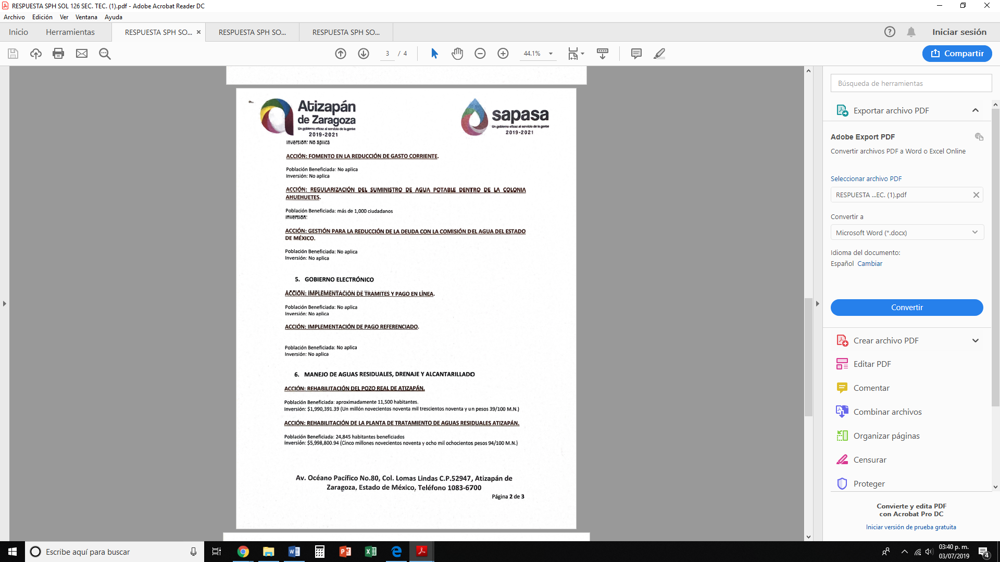 RESPUESTA SPH SOL 126 SEC. TEC. (1).pdf - Adobe Acrobat Reader DC
Archivo Edición Ver Ventana Ayuda
Inicio Herramientas RESPUESTA SPH SO... × RESPUESTA SPH SO... RESPUESTA SPH SO... Iniciar sesión
3 / 4 44.1% Compartir
Atizapán
de Zaragoza
Un gobierno eficaz al servicio de la gente
2019-2021
sapasa
Un gobierno eficaz al servicio de la gente
2019-2021
Inversión: No aplica
ACCIÓN: FOMENTO EN LA REDUCCIÓN DE GASTO CORRIENTE.
Población Beneficiada: No aplica
Inversión: No aplica
ACCIÓN: REGULARIZACIÓN DEL SUMINISTRO DE AGUA POTABLE DENTRO DE LA COLONIA
AHUEHUETES.
Población Beneficiada: más de 1,000 ciudadanos
Inversión:
ACCIÓN: GESTIÓN PARA LA REDUCCIÓN DE LA DEUDA CON LA COMISIÓN DEL AGUA DEL ESTADO
DE MÉXICO.
Población Beneficiada: No aplica
Inversión: No aplica
5. GOBIERNO ELECTRÓNICO
ACCIÓN: IMPLEMENTACIÓN DE TRAMITES Y PAGO EN LÍNEA.
Población Beneficiada: No aplica
Inversión: No aplica
ACCIÓN: IMPLEMENTACIÓN DE PAGO REFERENCIADO.
Población Beneficiada: No aplica
Inversión: No aplica
6. MANEJO DE AGUAS RESIDUALES, DRENAJE Y ALCANTARILLADO
ACCIÓN: REHABILITACIÓN DEL POZO REAL DE ATIZAPÁN.
Población Beneficiada: aproximadamente 11,500 habitantes.
Inversión: $1,990,391.39 (Un millón novecientos noventa mil trescientos noventa y un pesos 39/100 M.N.)
ACCIÓN: REHABILITACIÓN DE LA PLANTA DE TRATAMIENTO DE AGUAS RESIDUALES ATIZAPÁN.
Población Beneficiada: 24,845 habitantes beneficiados
Inversión: $5,998,800.94 (Cinco millones novecientos noventa y ocho mil ochocientos pesos 94/100 M.N.)
Av. Océano Pacífico No.80, Col. Lomas Lindas C.P.52947, Atizapán de
Zaragoza, Estado de México, Teléfono 1083-6700
Página 2 de 3
Búsqueda de herramientas
Exportar archivo PDF
Adobe Export PDF
Convertir archivos PDF a Word o Excel Online
Seleccionar archivo PDF
RESPUESTA ...EC. (1).pdf
Convertir a
Microsoft Word (*.docx)
Idioma del documento:
Español Cambiar
Convertir
Crear archivo PDF
Editar PDF
Comentar
Combinar archivos
Organizar páginas
Censurar
Proteger
Convierte y edita PDF
con Acrobat Pro DC
Iniciar versión de prueba gratuita
Escribe aquí para buscar
03:40 p. m.
03/07/2019
4